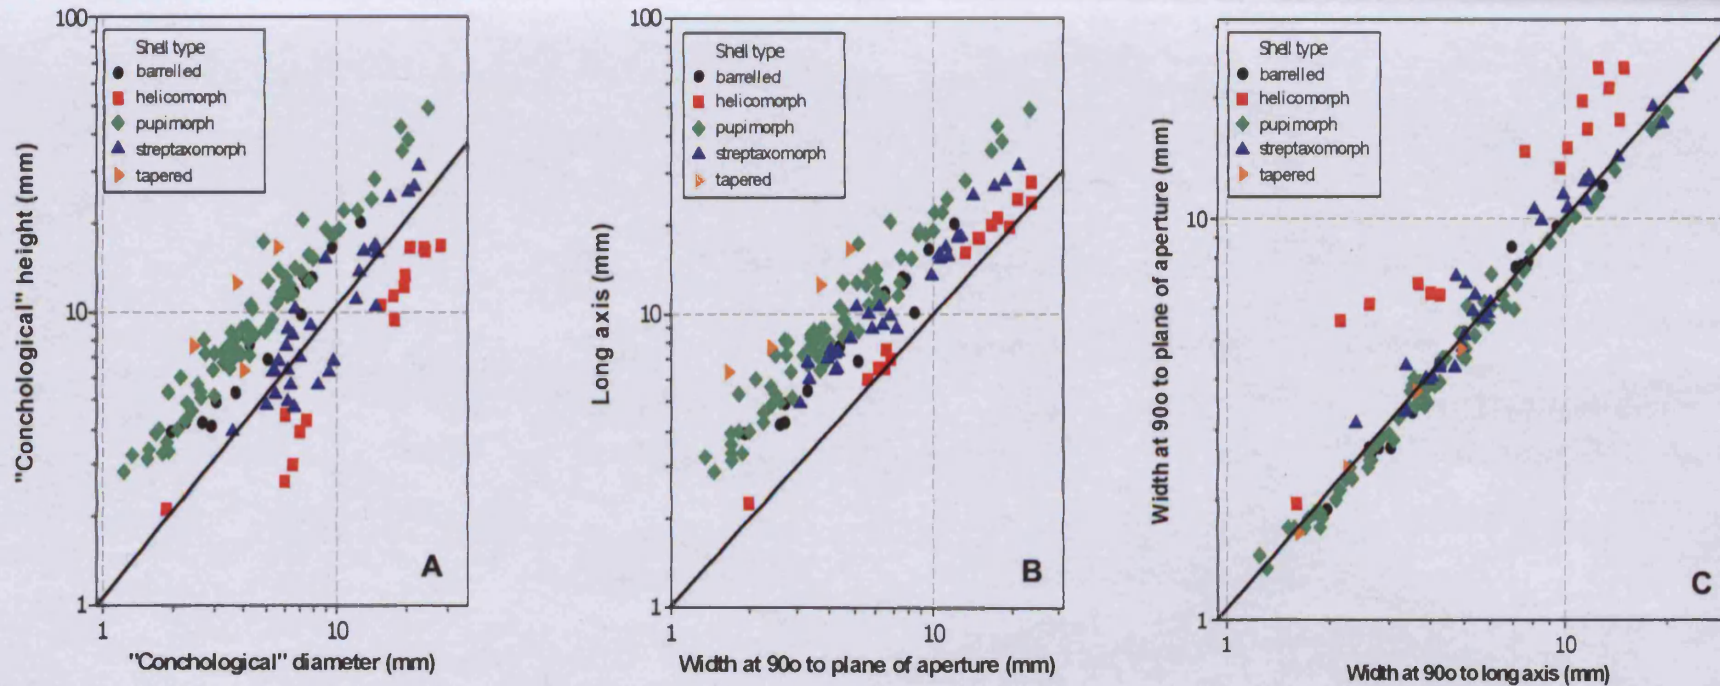 100
10
1
"Conchological" height (mm)
Shell type
barrelled
helicomorph
pupimorph
streptaxomorph
tapered
A
1
10
"Conchological" diameter (mm)
100
10
1
Long axis (mm)
Shell type
barrelled
helicomorph
pupimorph
streptaxomorph
tapered
B
1
10
Width at 90o to plane of aperture (mm)
10
1
Width at 90o to plane of aperture (mm)
Shell type
barrelled
helicomorph
pupimorph
streptaxomorph
tapered
C
1
10
Width at 90o to long axis (mm)